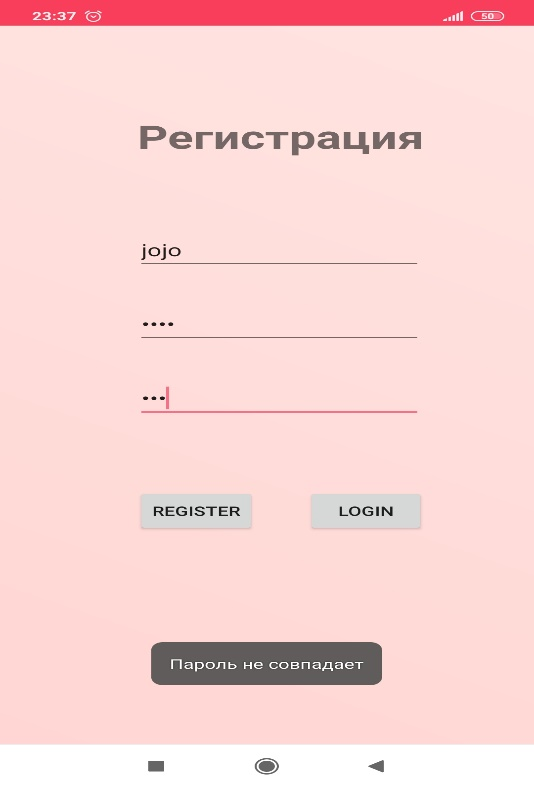 23:37 50
Регистрация
jojo
••••
•••
REGISTER LOGIN
Пароль не совпадает